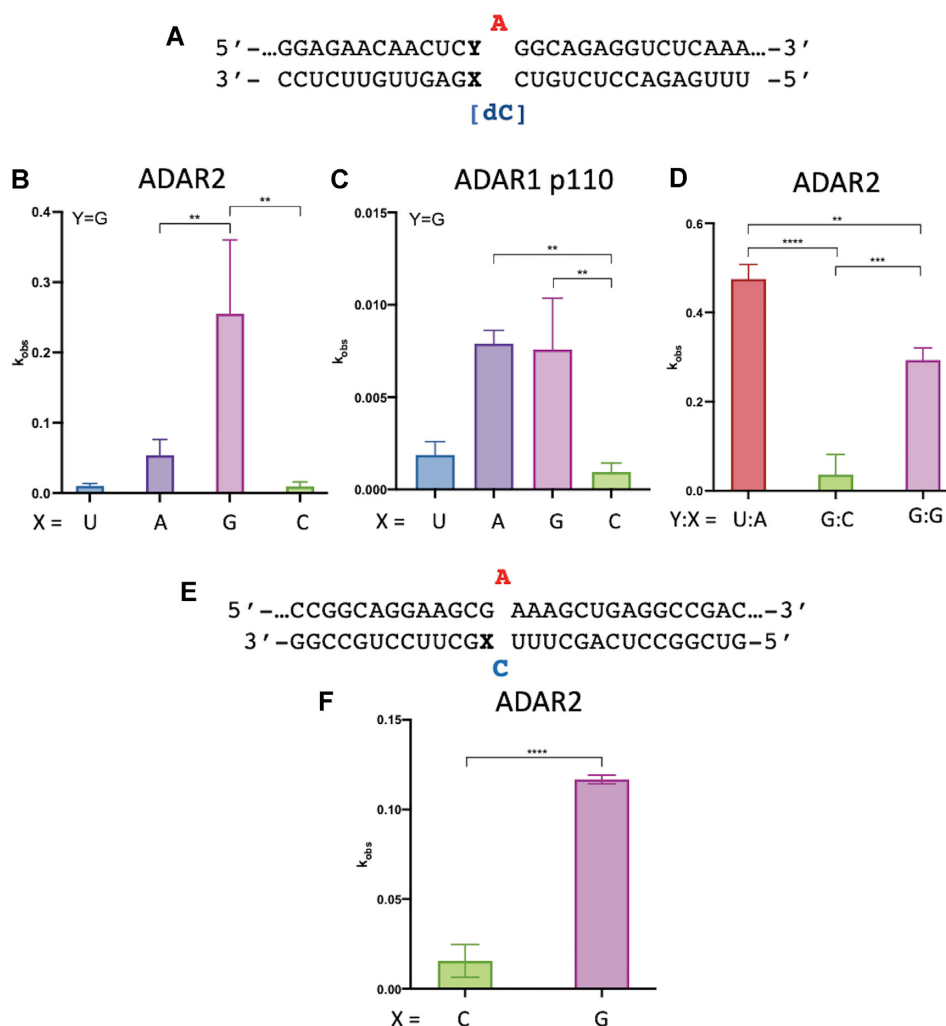 A
A
5′-…GGAGAACAACUCY GGCAGAGGUCUCAAA…-3′
3′- CCUCUUGUUGAGX CUGUCUCCAGAGUUU -5′
[dC]
B
ADAR2
Y=G
**
**
0.4
0.3
0.2
0.1
0.0
kobs
X = U A G C
C
ADAR1 p110
Y=G
**
**
0.015
0.010
0.005
0.000
kobs
X = U A G C
D
ADAR2
**
****
***
0.6
0.4
0.2
0.0
kobs
Y:X = U:A G:C G:G
E
A
5′-…CCGGCAGGAAGCG AAAGCUGAGGCCGAC…-3′
3′-GGCCGUCCUUCGX UUUCGACUCCGGCUG-5′
C
F
ADAR2
****
0.15
0.10
0.05
0.00
kobs
X = C G